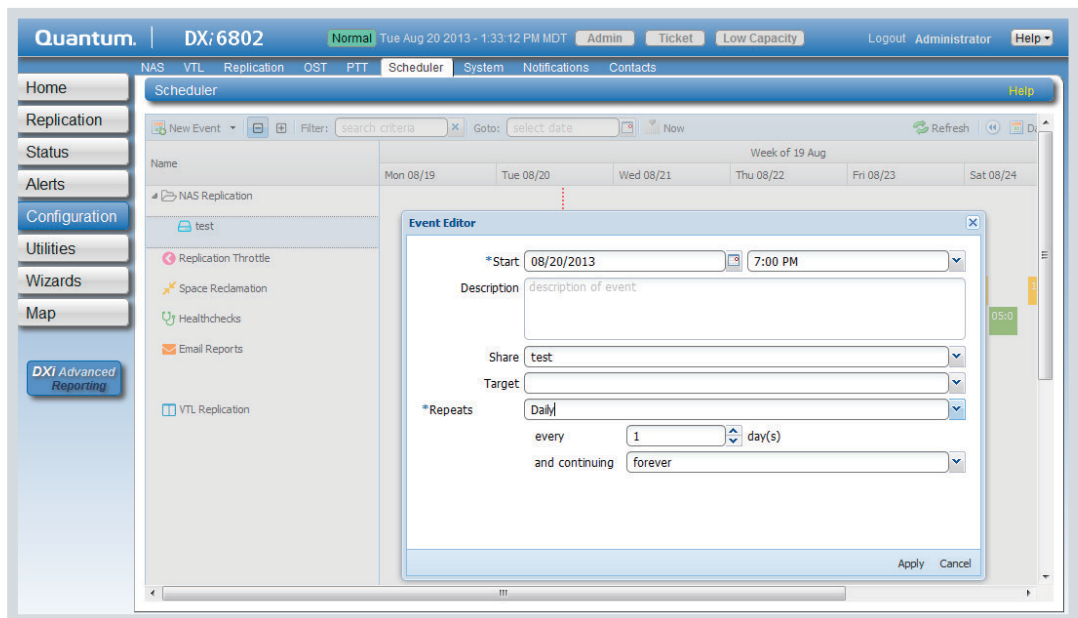 Quantum. | DXi 6802 Normal Tue Aug 20 2013 - 1:33:12 PM MDT Admin Ticket Low Capacity Logout Administrator Help
NAS VTL Replication OST PTT Scheduler System Notifications Contacts
Home
Replication
Status
Alerts
Configuration
Utilities
Wizards
Map
DXi Advanced
Reporting
Scheduler Help
New Event Filter: search criteria Goto: select date Now Refresh
Name
Week of 19 Aug
Mon 08/19 Tue 08/20 Wed 08/21 Thu 08/22 Fri 08/23 Sat 08/24
NAS Replication
test
Replication Throttle
Space Reclamation
Healthchecks
Email Reports
VTL Replication
05:0
Event Editor
*Start 08/20/2013 7:00 PM
Description description of event
Share test
Target
*Repeats Daily
every 1 day(s)
and continuing forever
Apply Cancel